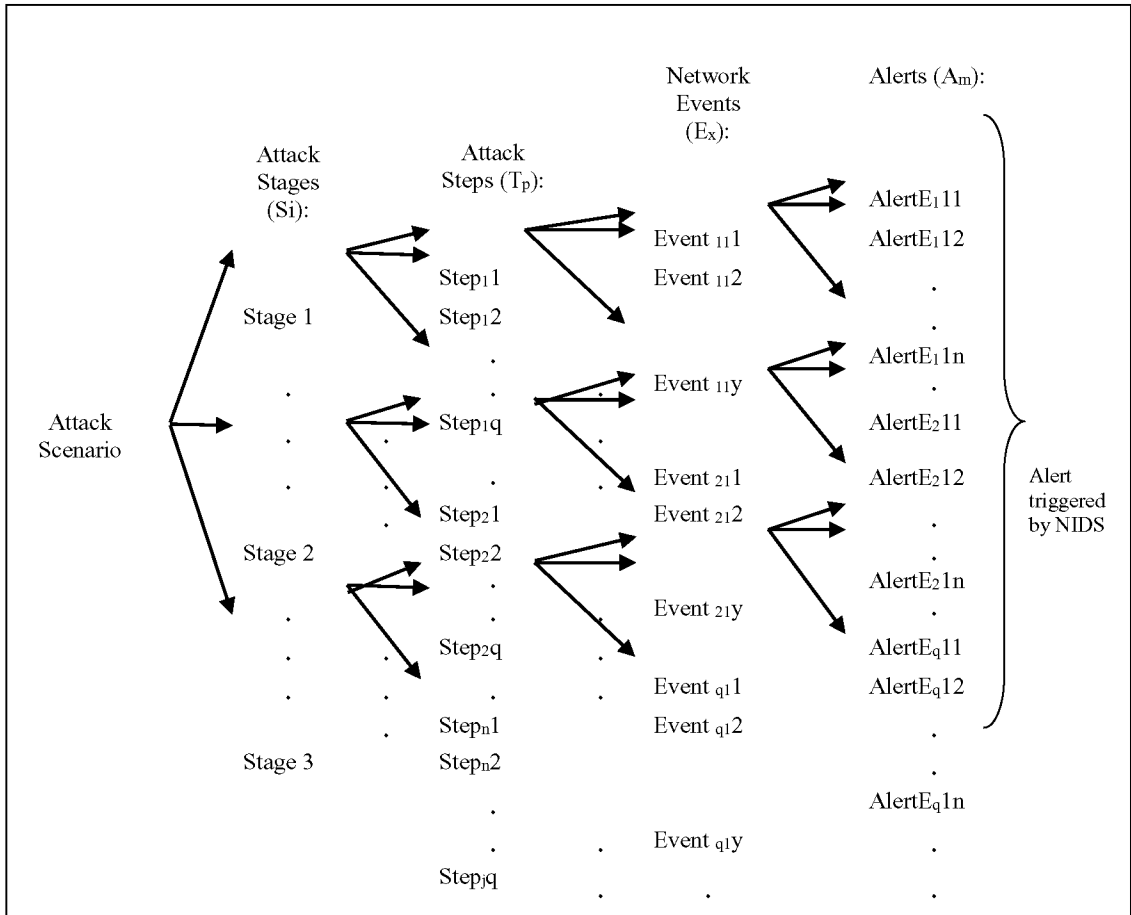 Network
Events
(Eₓ):
Alerts (Aₘ):
Attack
Stages
(Si):
Attack
Steps (Tₚ):
Attack
Scenario
Stage 1
.
.
.
Stage 2
.
.
.
Stage 3
.
.
.
.
.
.
Step₁1
Step₁2
.
.
Step₁q
.
.
Step₂1
Step₂2
.
.
Step₂q
.
.
Stepₙ1
Stepₙ2
.
.
Stepⱼq
.
.
.
.
.
.
.
.
Event ₁₁1
Event ₁₁2
Event ₁₁y
Event ₂₁1
Event ₂₁2
Event ₂₁y
Event q₁1
Event q₁2
Event q₁y
.
AlertE₁11
AlertE₁12
.
.
AlertE₁1n
.
AlertE₂11
AlertE₂12
.
.
AlertE₂1n
.
AlertEq11
AlertEq12
.
.
AlertEq1n
.
.
Alert
triggered
by NIDS